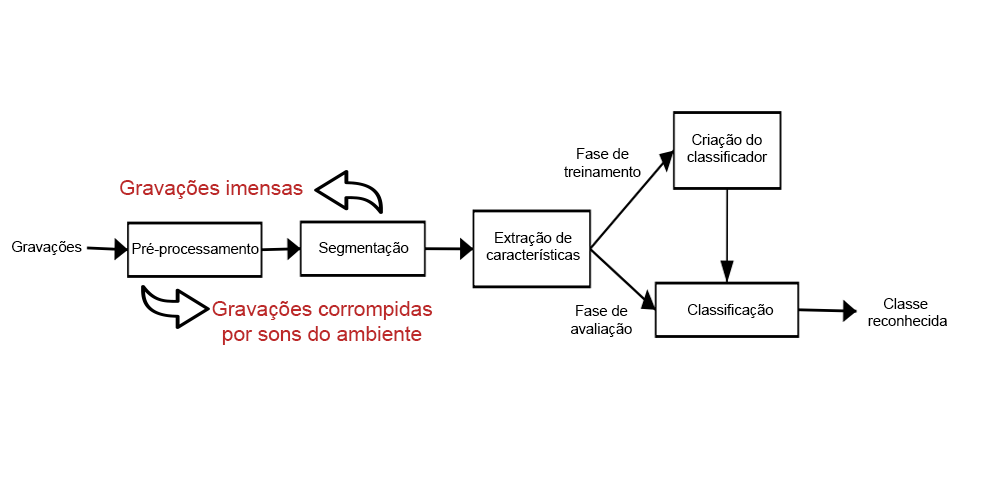 Criação do
classificador
Fase de
treinamento
Gravações imensas
Gravações
Pré-processamento
Segmentação
Extração de
características
Gravações corrompidas
por sons do ambiente
Fase de
avaliação
Classificação
Classe
reconhecida